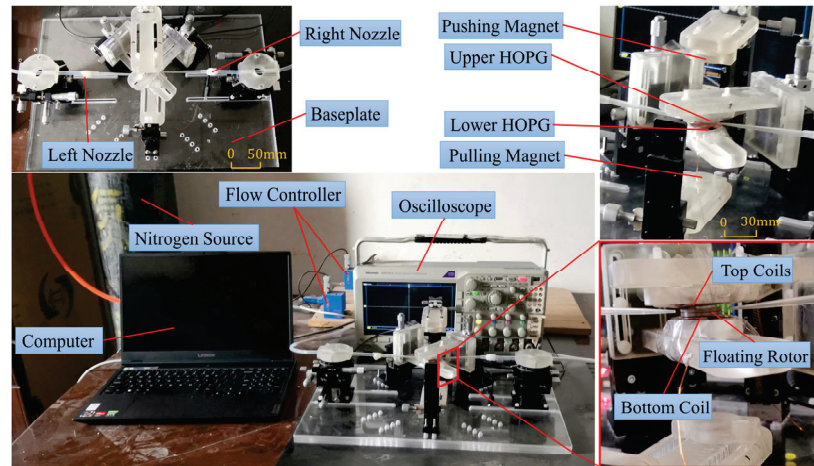 Right Nozzle
Baseplate
Left Nozzle
0 50mm
Pushing Magnet
Upper HOPG
Lower HOPG
Pulling Magnet
0 30mm
Flow Controller
Oscilloscope
Nitrogen Source
Computer
Top Coils
Floating Rotor
Bottom Coil